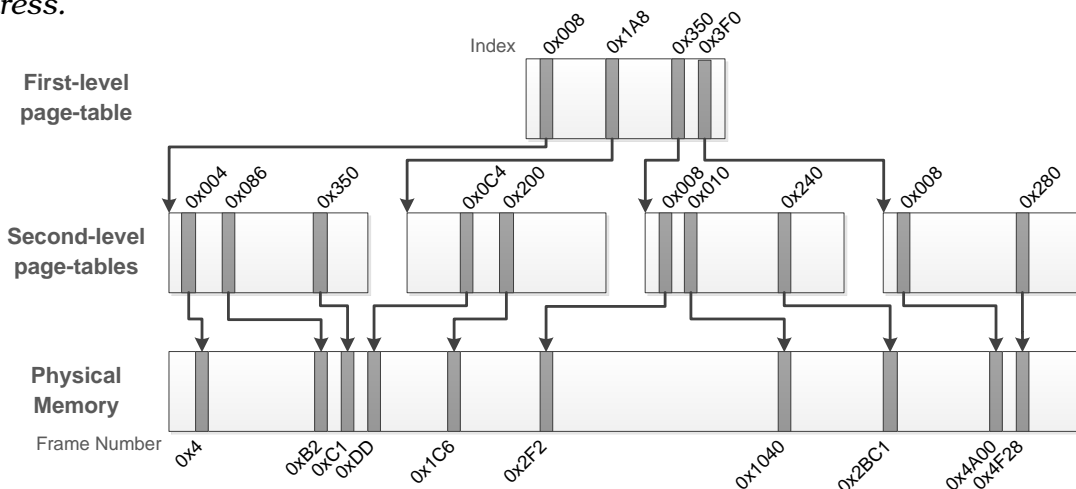 ress.
Index 0x008 0x1A8 0x350 0x3F0
First-level
page-table
0x004 0x086 0x350 0x0C4 0x200 0x008 0x010 0x240 0x008 0x280
Second-level
page-tables
Physical
Memory
Frame Number 0x4 0xB2 0xC1 0xDD 0x1C6 0x2F2 0x1040 0x2BC1 0x4A00 0x4F28